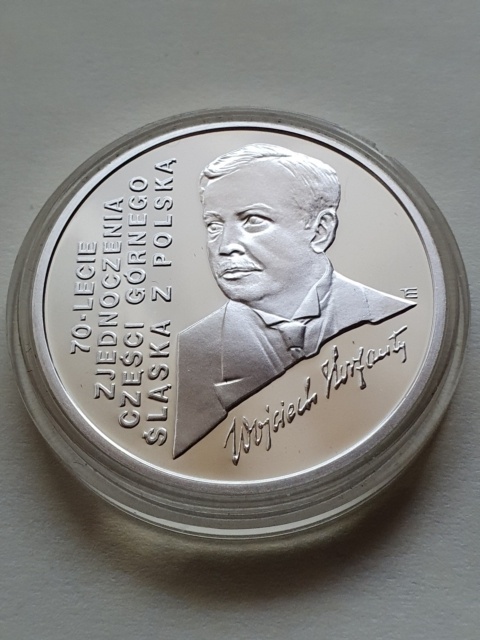 70-LECIE
ZJEDNOCZENIA
CZĘŚCI GÓRNEGO
ŚLĄSKA Z POLSKĄ
Wojciech Korfanty